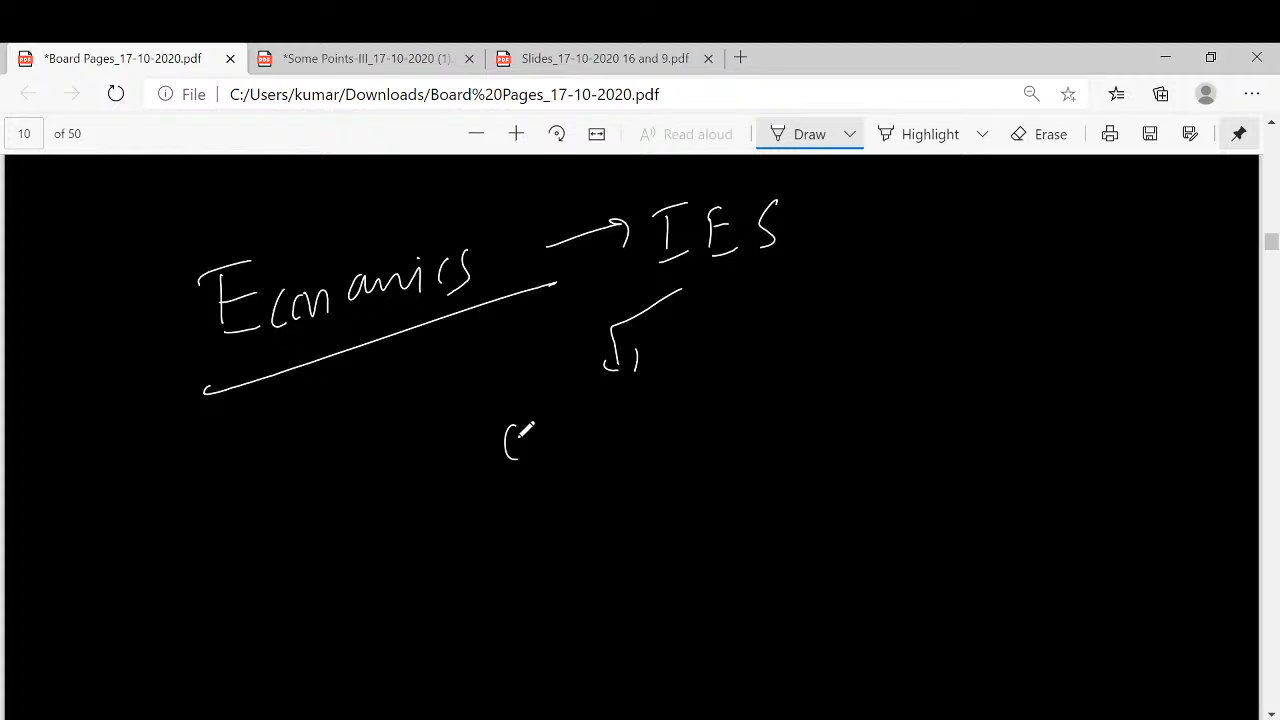 *Board Pages_17-10-2020.pdf
*Some Points-III_17-10-2020 (1).
Slides_17-10-2020 16 and 9.pdf
File C:/Users/kumar/Downloads/Board%20Pages_17-10-2020.pdf
10 of 50 Read aloud Draw Highlight Erase
Economics → IES